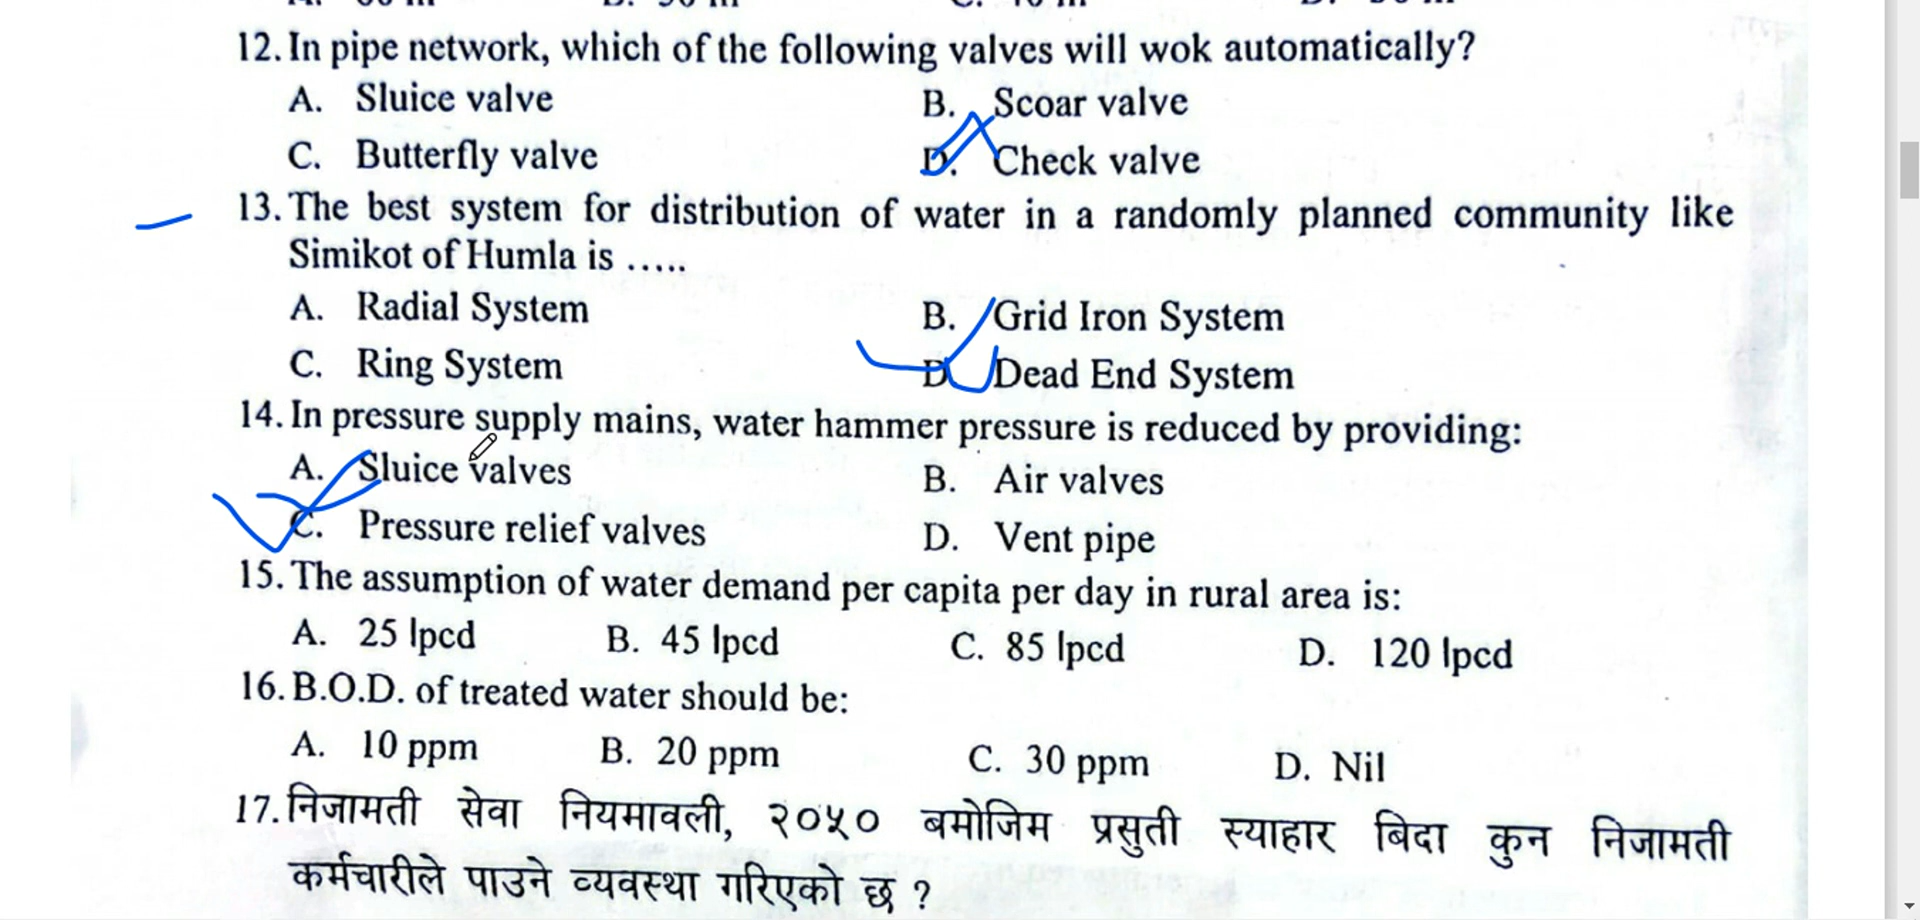 12. In pipe network, which of the following valves will wok automatically?
A. Sluice valve B. Scoar valve
C. Butterfly valve D. Check valve
13. The best system for distribution of water in a randomly planned community like
Simikot of Humla is .....
A. Radial System B. Grid Iron System
C. Ring System D Dead End System
14. In pressure supply mains, water hammer pressure is reduced by providing:
A. Sluice valves B. Air valves
C. Pressure relief valves D. Vent pipe
15. The assumption of water demand per capita per day in rural area is:
A. 25 lpcd B. 45 lpcd C. 85 lpcd D. 120 lpcd
16. B.O.D. of treated water should be:
A. 10 ppm B. 20 ppm C. 30 ppm D. Nil
17. निजामती सेवा नियमावली, २०५० बमोजिम प्रसुती स्याहार बिदा कुन निजामती
कर्मचारीले पाउने व्यवस्था गरिएको छ ?